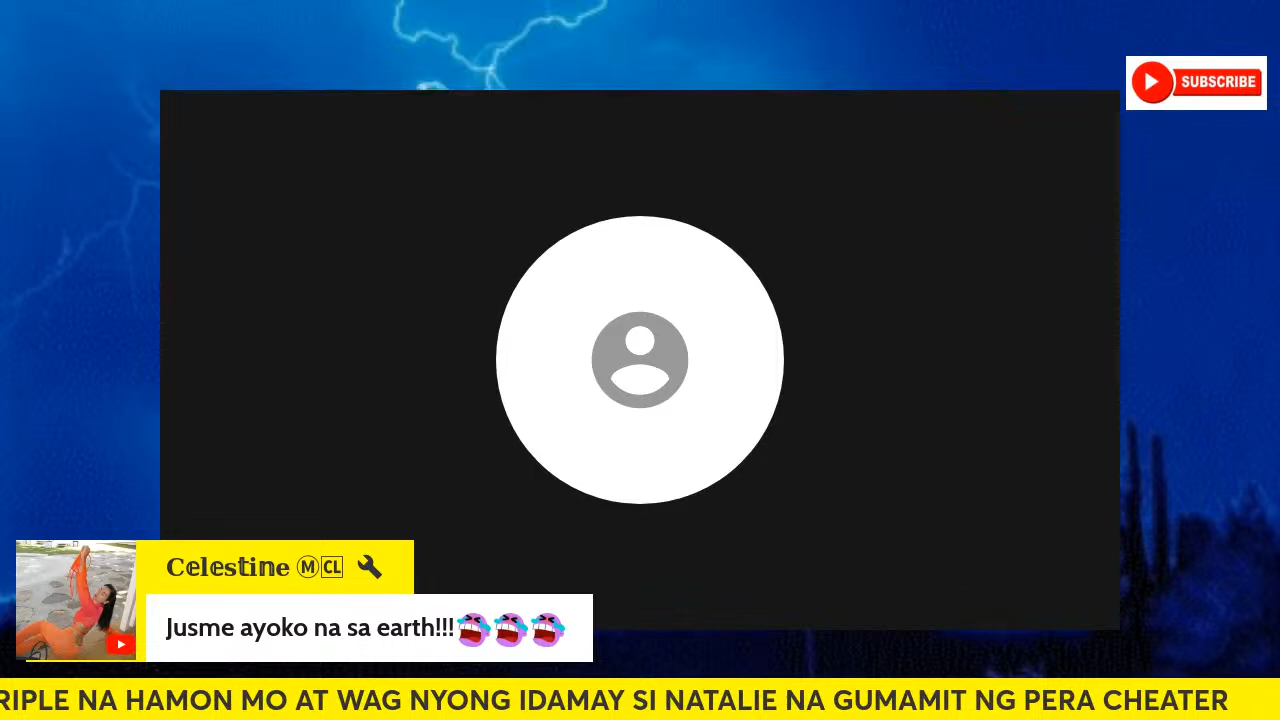 SUBSCRIBE
Celestine Ⓜ🆑
Jusme ayoko na sa earth!!!
RIPLE NA HAMON MO AT WAG NYONG IDAMAY SI NATALIE NA GUMAMIT NG PERA CHEATER